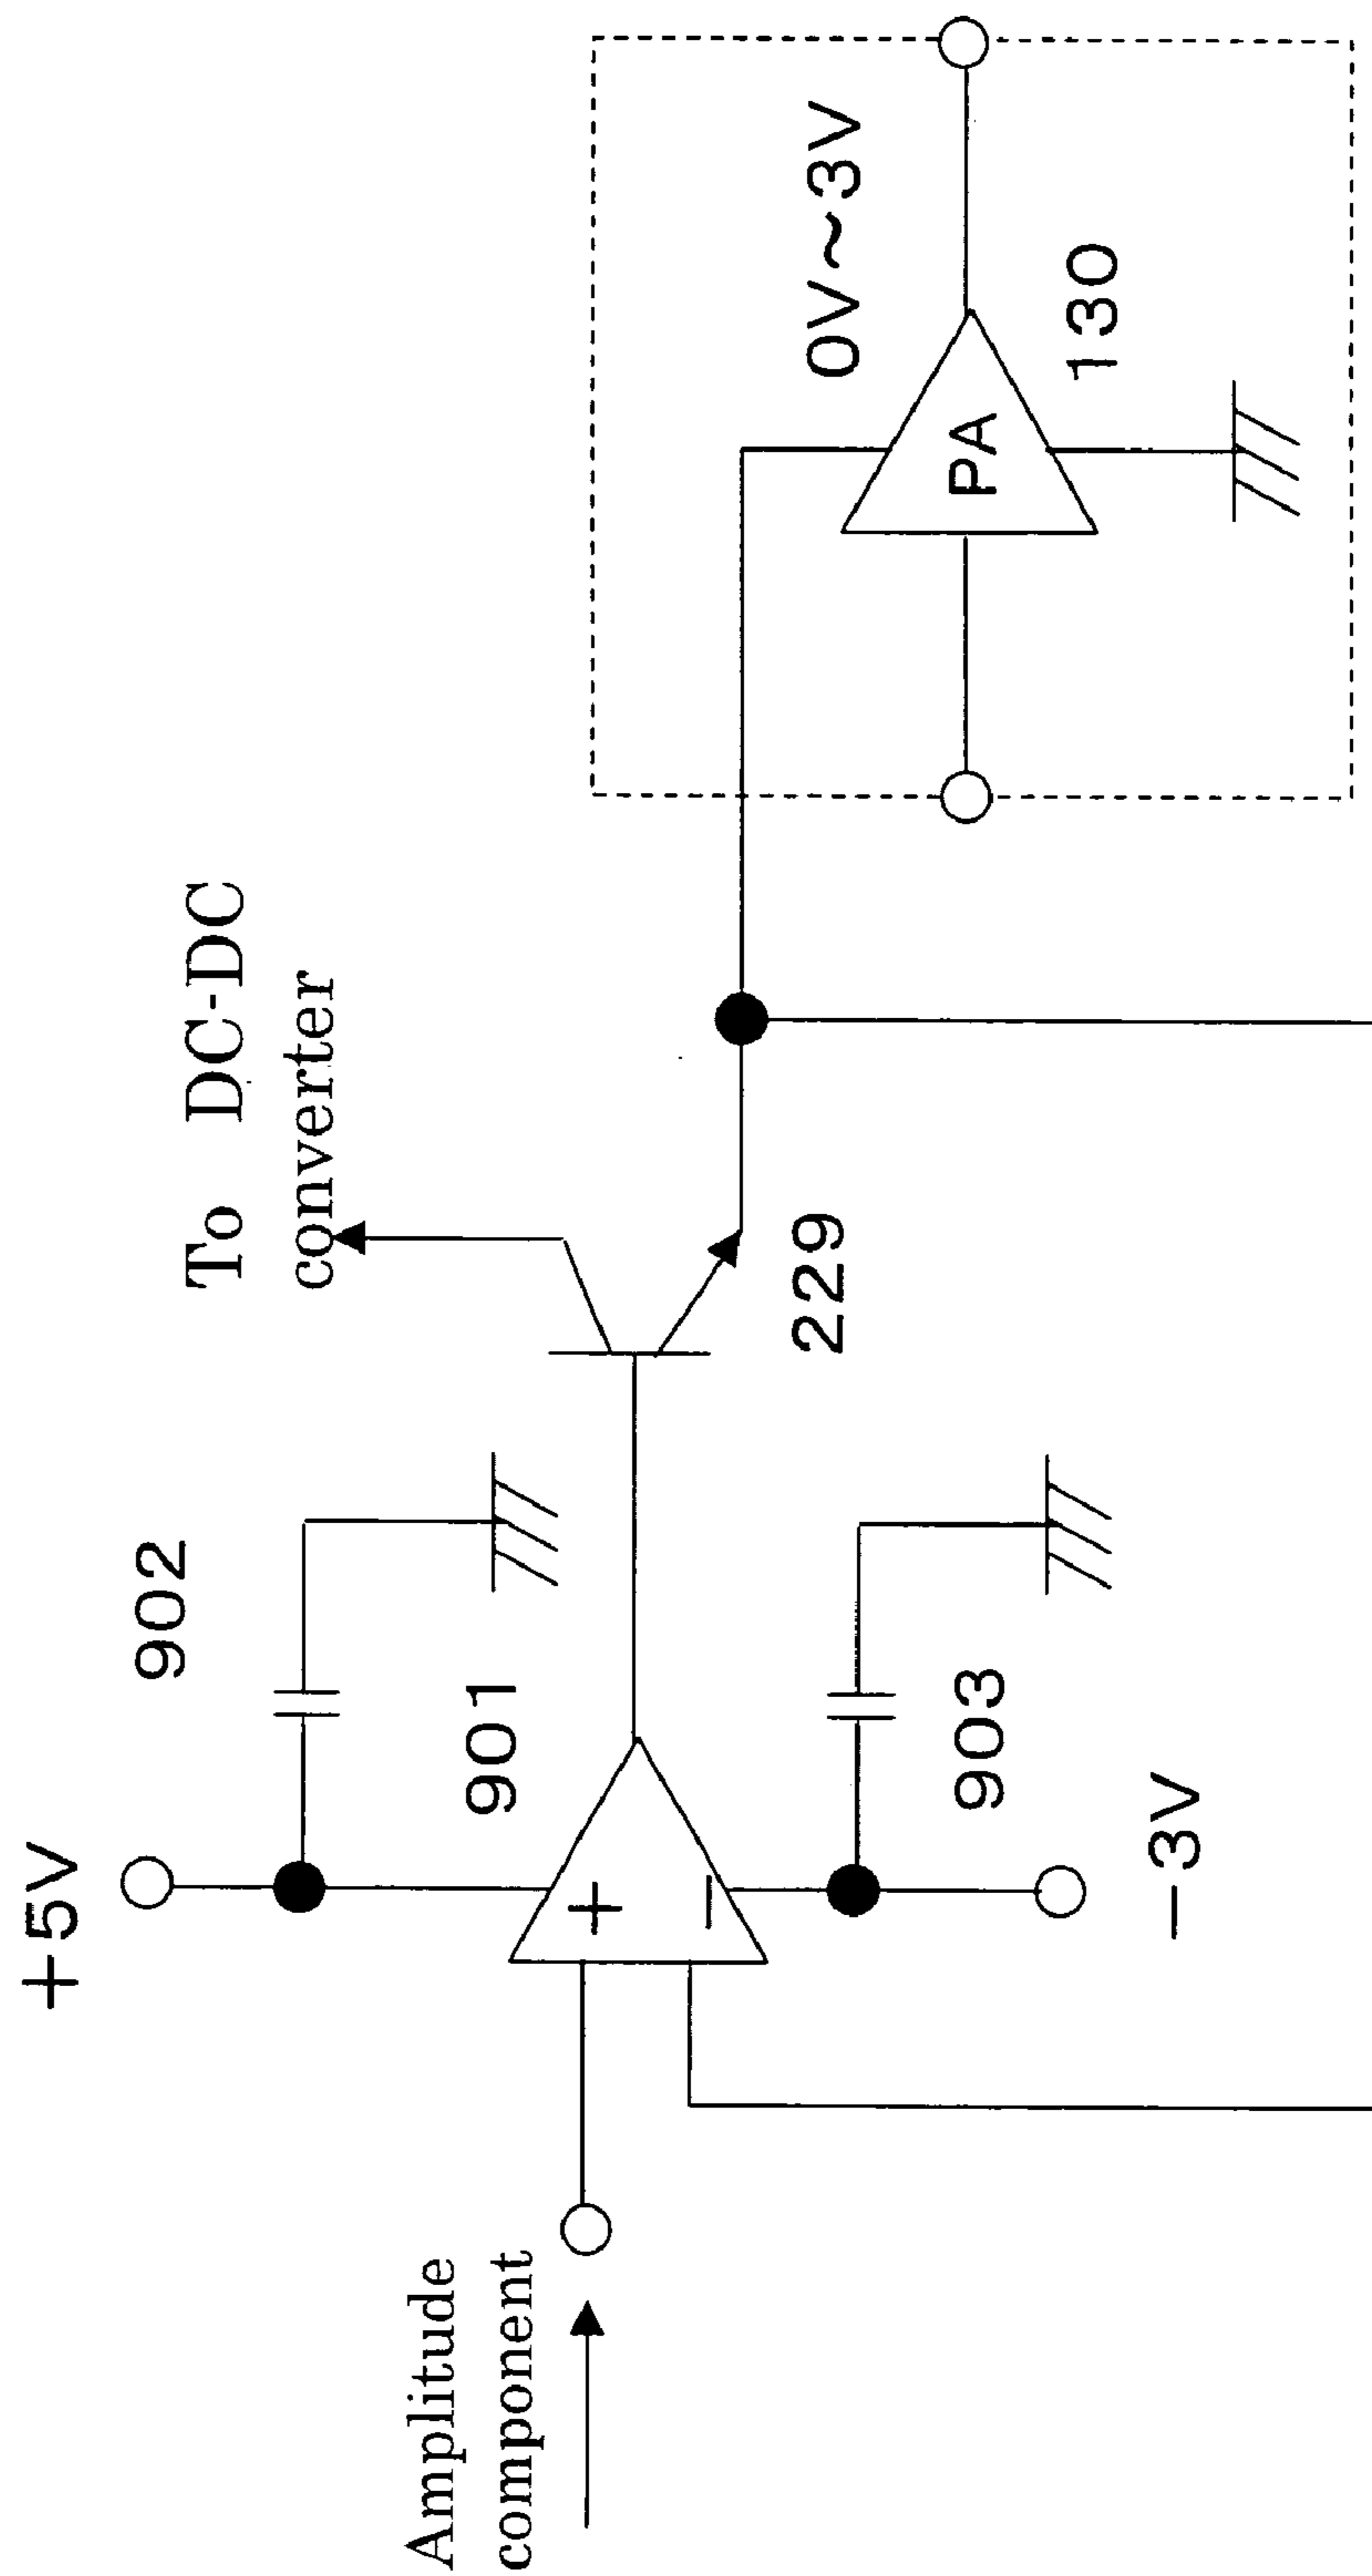 +5V
902
To DC-DC
converter
Amplitude
component
+
−
901
229
0V~3V
PA
130
903
−3V